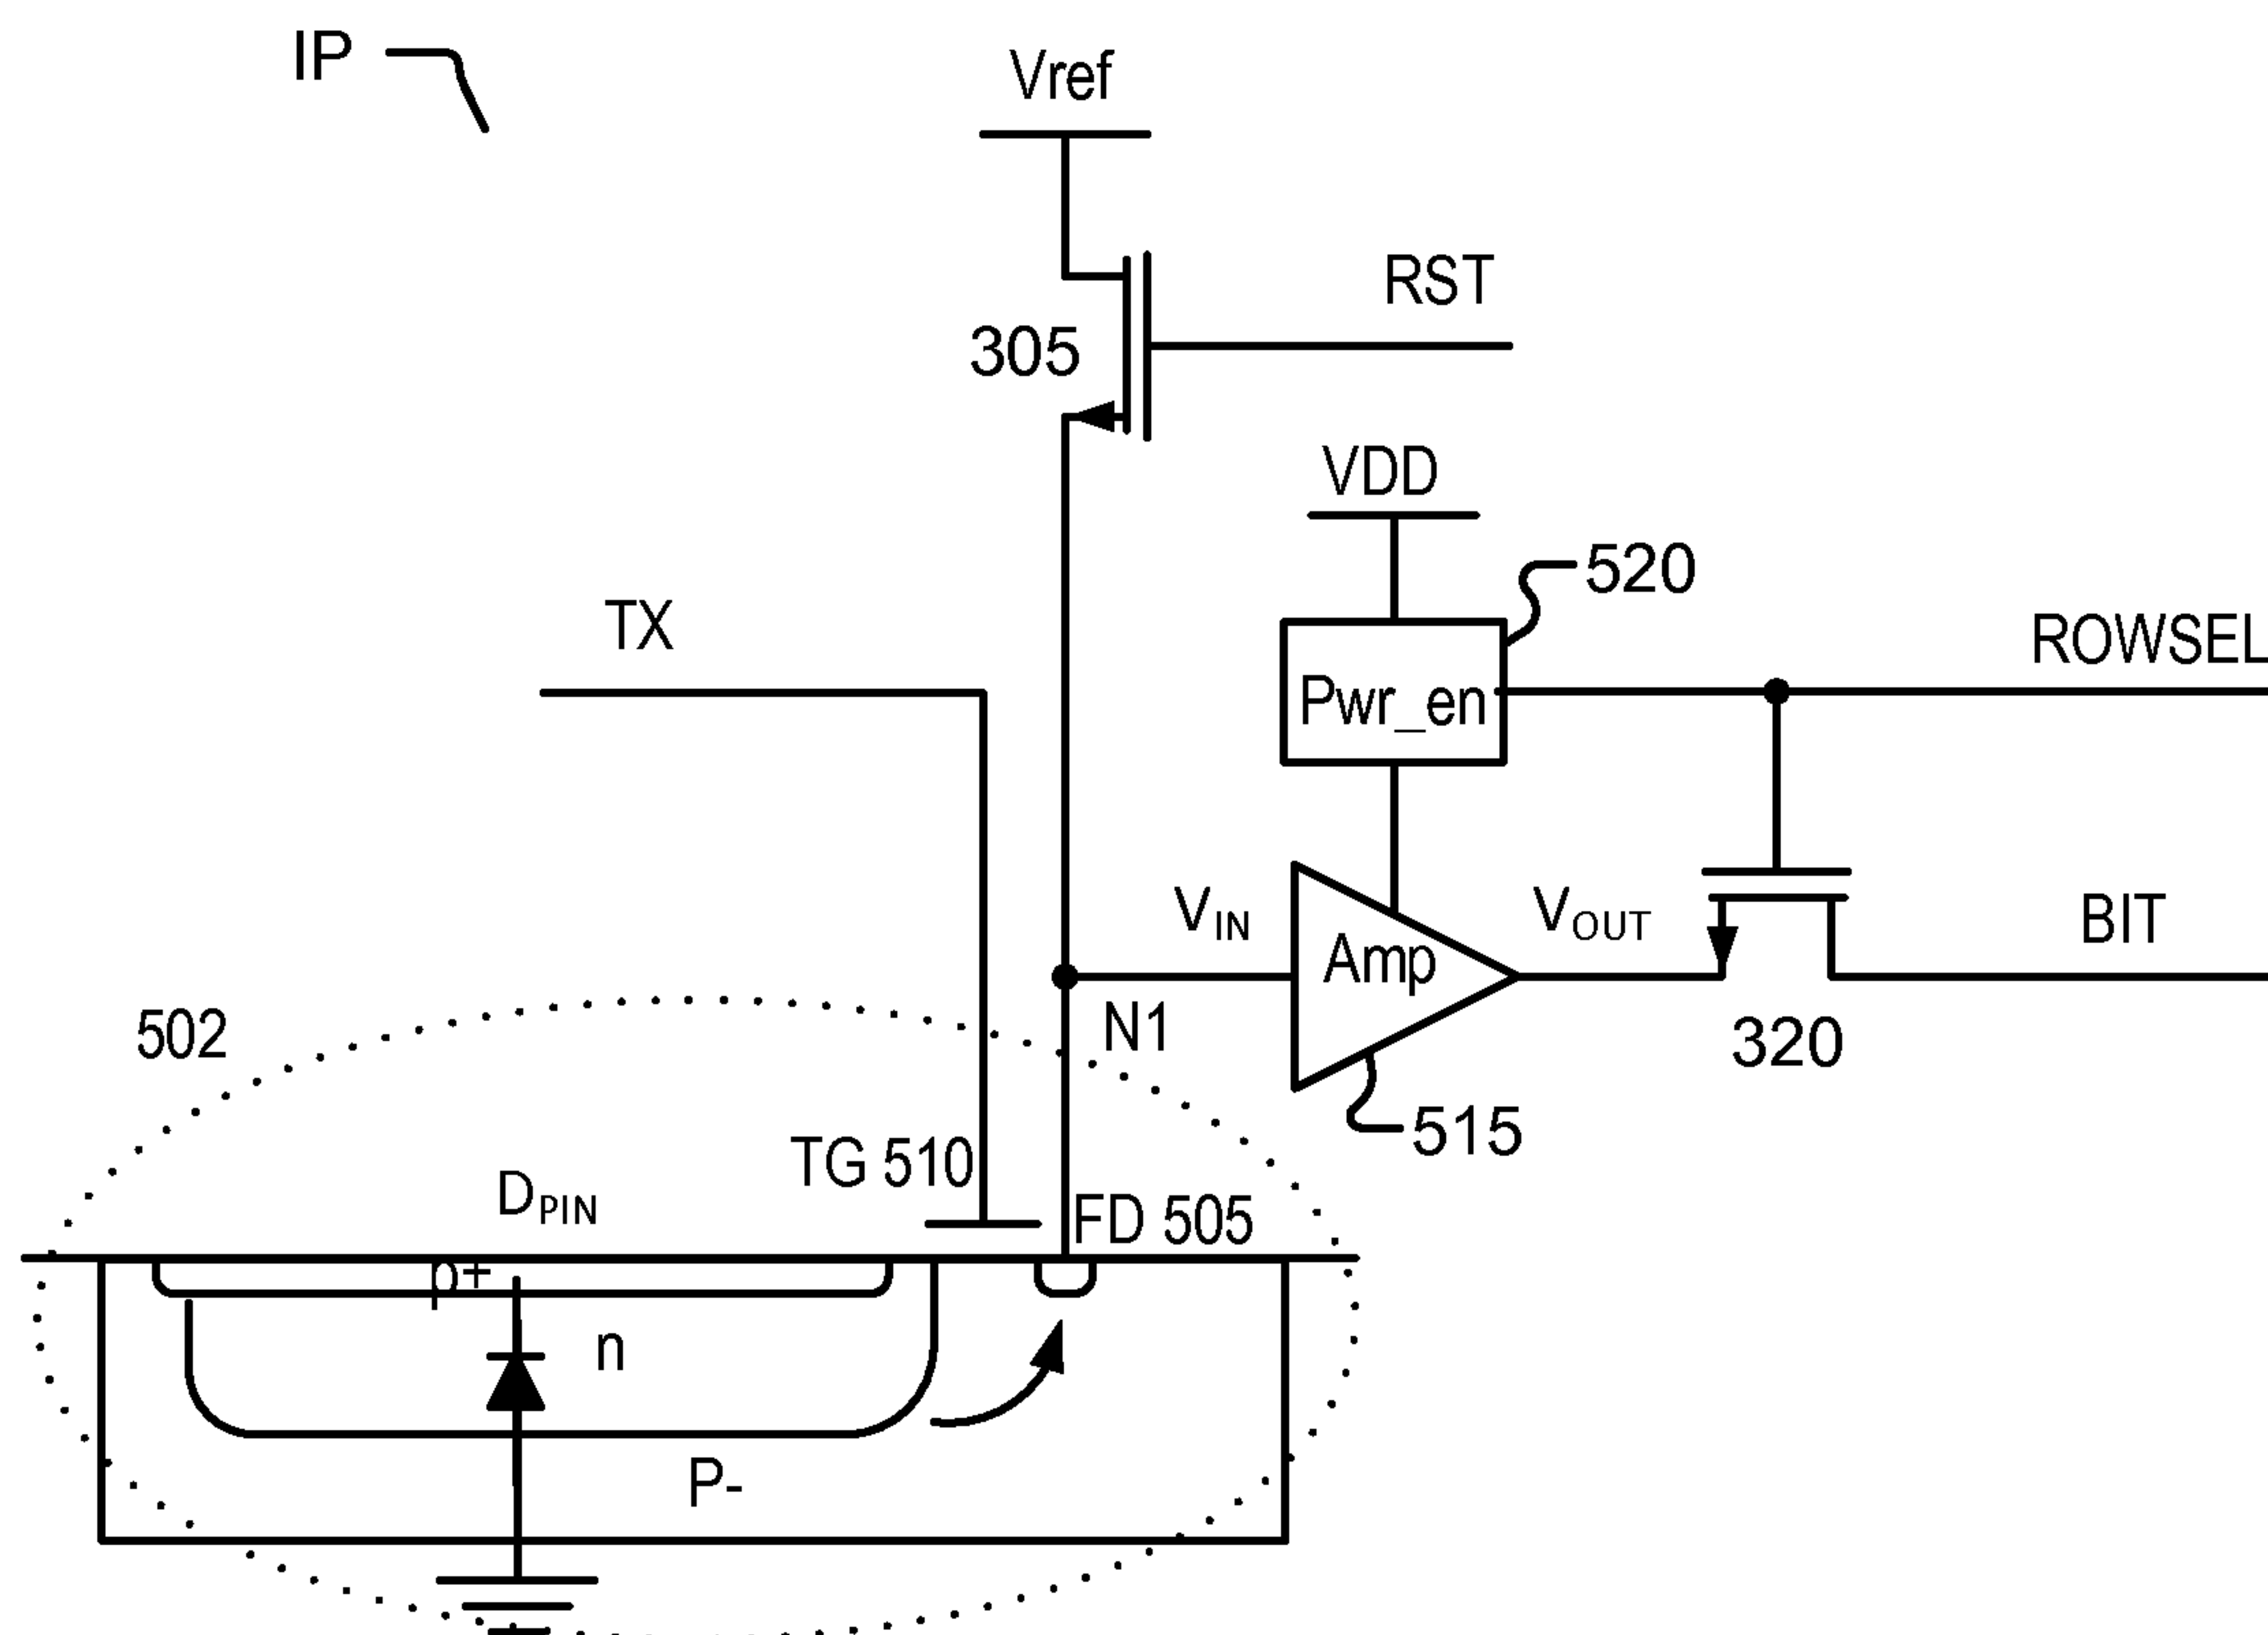 IP
Vref
RST
305
VDD
520
TX
ROWSEL
Pwr_en
VIN
VOUT
Amp
BIT
502
N1
320
TG 510
515
DPIN
FD 505
p+
n
P-